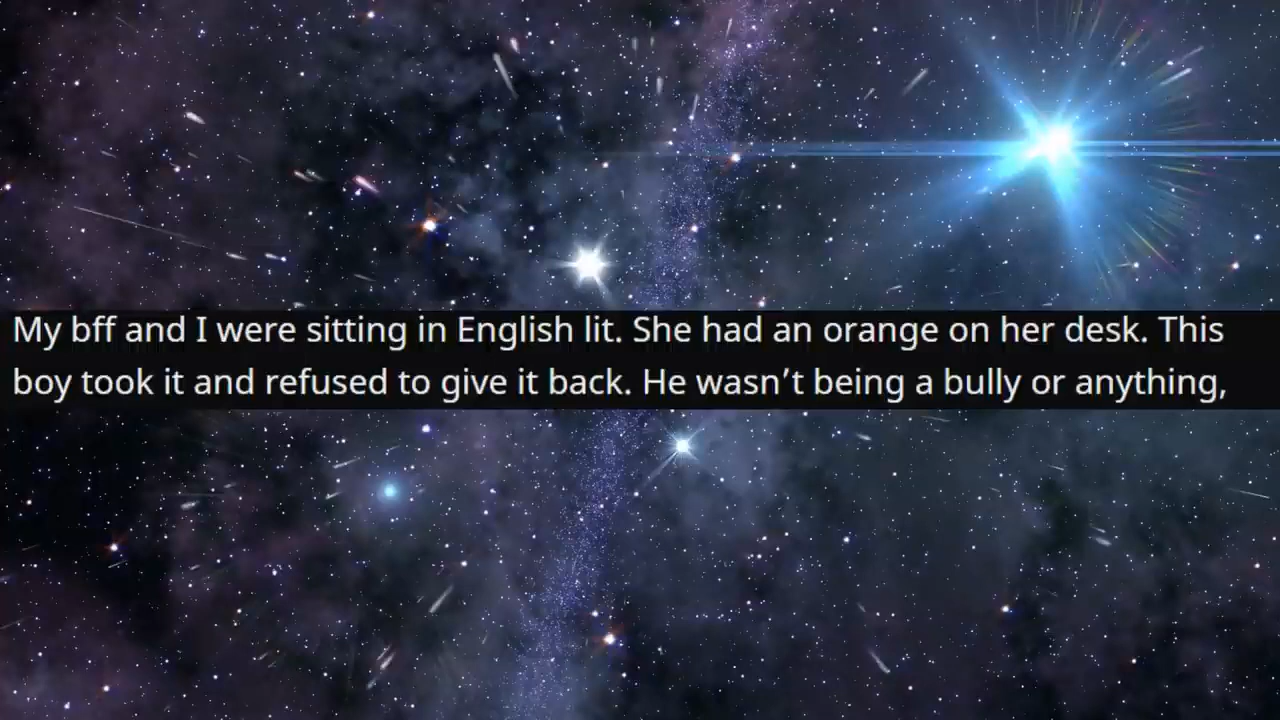 My bff and I were sitting in English lit. She had an orange on her desk. This
boy took it and refused to give it back. He wasn’t being a bully or anything,